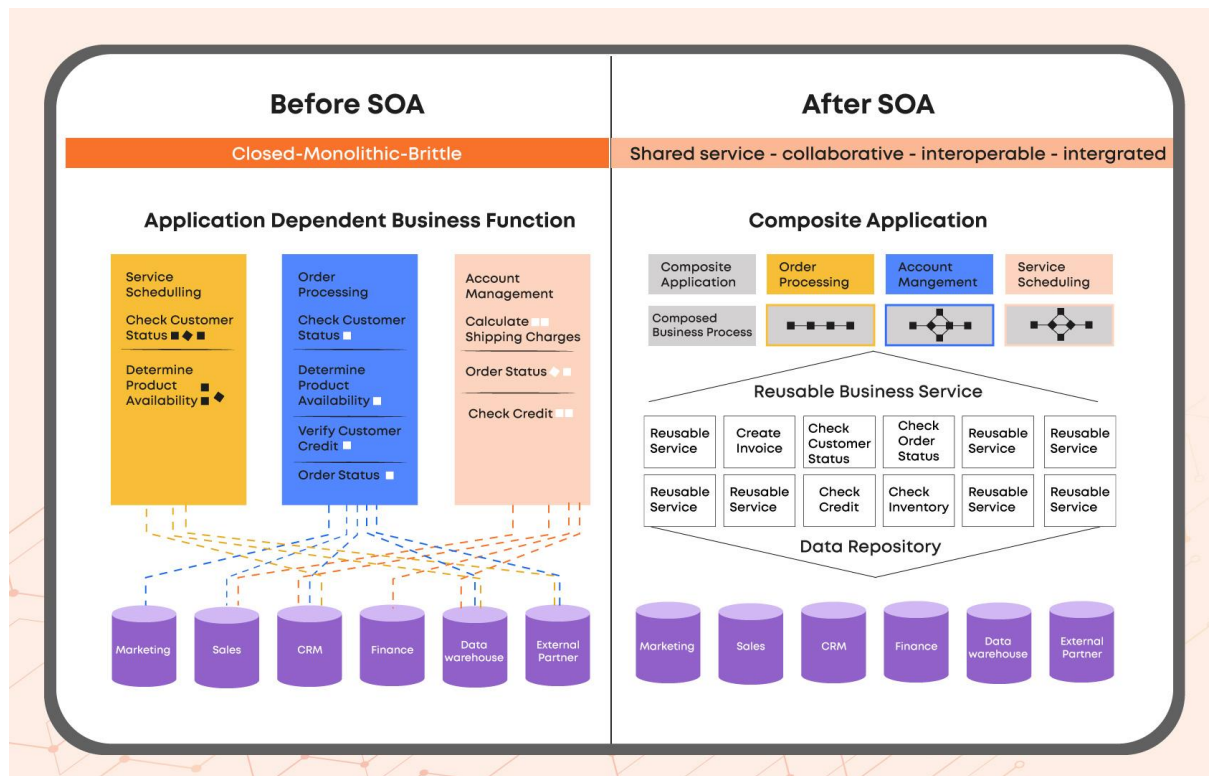 Before SOA
Closed-Monolithic-Brittle
Application Dependent Business Function
Service
Schedulling
Check Customer
Status
Determine
Product
Availability
Order
Processing
Check Customer
Status
Determine
Product
Availability
Verify Customer
Credit
Order Status
Account
Management
Calculate
Shipping Charges
Order Status
Check Credit
Marketing
Sales
CRM
Finance
Data
warehouse
External
Partner
After SOA
Shared service - collaborative - interoperable - intergrated
Composite Application
Composite
Application
Order
Processing
Account
Mangement
Service
Scheduling
Composed
Business Process
Reusable Business Service
Reusable
Service
Create
Invoice
Check
Customer
Status
Check
Order
Status
Reusable
Service
Reusable
Service
Reusable
Service
Reusable
Service
Check
Credit
Check
Inventory
Reusable
Service
Reusable
Service
Data Repository
Marketing
Sales
CRM
Finance
Data
warehouse
External
Partner